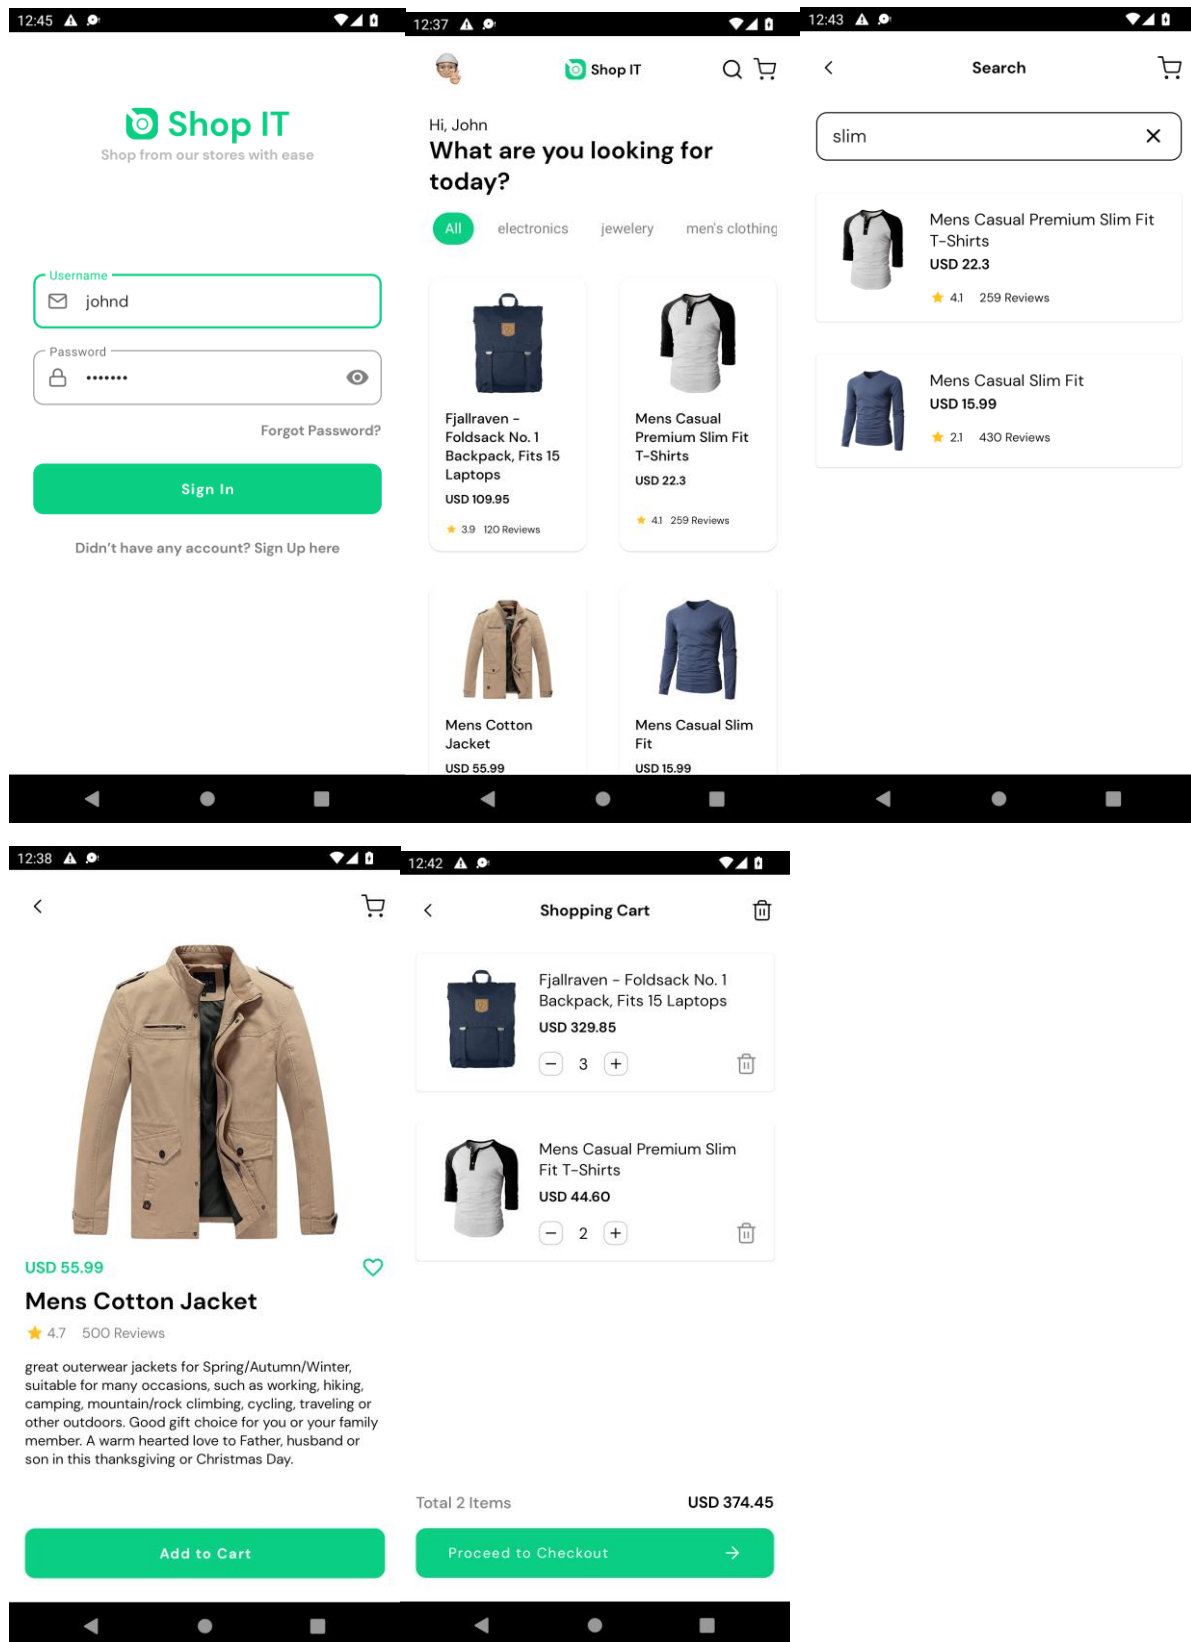 12:45
Shop IT
Shop from our stores with ease
Username
johnd
Password
•••••••
Forgot Password?
Sign In
Didn’t have any account? Sign Up here
12:37
Shop IT
Hi, John
What are you looking for
today?
All electronics jewelery men's clothing
Fjallraven -
Foldsack No. 1
Backpack, Fits 15
Laptops
USD 109.95
3.9 120 Reviews
Mens Casual
Premium Slim Fit
T-Shirts
USD 22.3
4.1 259 Reviews
Mens Cotton
Jacket
USD 55.99
Mens Casual Slim
Fit
USD 15.99
12:43
Search
slim
Mens Casual Premium Slim Fit
T-Shirts
USD 22.3
4.1 259 Reviews
Mens Casual Slim Fit
USD 15.99
2.1 430 Reviews
12:38
USD 55.99
Mens Cotton Jacket
4.7 500 Reviews
great outerwear jackets for Spring/Autumn/Winter,
suitable for many occasions, such as working, hiking,
camping, mountain/rock climbing, cycling, traveling or
other outdoors. Good gift choice for you or your family
member. A warm hearted love to Father, husband or
son in this thanksgiving or Christmas Day.
Add to Cart
12:42
Shopping Cart
Fjallraven - Foldsack No. 1
Backpack, Fits 15 Laptops
USD 329.85
3
Mens Casual Premium Slim
Fit T-Shirts
USD 44.60
2
Total 2 Items USD 374.45
Proceed to Checkout